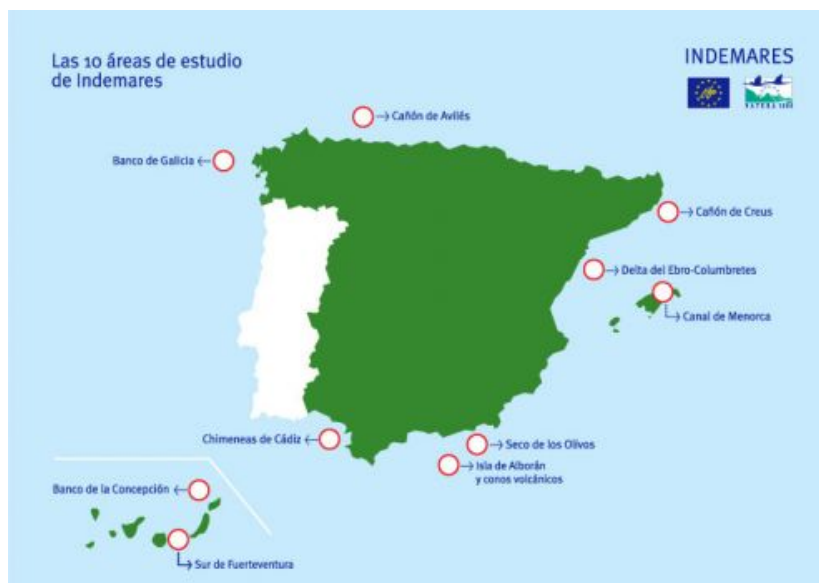 Las 10 áreas de estudio
de Indemares
INDEMARES
NATURA 2000
Cañón de Avilés
Banco de Galicia
Cañón de Creus
Delta del Ebro-Columbretes
Canal de Menorca
Chimeneas de Cádiz
Seco de los Olivos
Isla de Alborán
y conos volcánicos
Banco de la Concepción
Sur de Fuerteventura